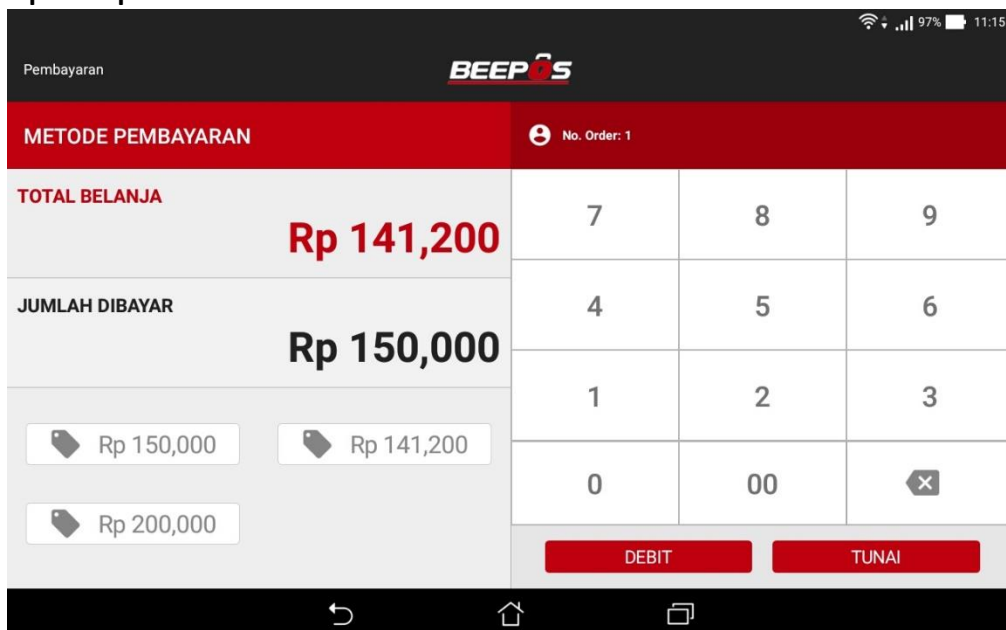 97% 11:15
Pembayaran
BEEPOS
METODE PEMBAYARAN
No. Order: 1
TOTAL BELANJA
Rp 141,200
JUMLAH DIBAYAR
Rp 150,000
Rp 150,000
Rp 141,200
Rp 200,000
7 8 9
4 5 6
1 2 3
0 00
DEBIT
TUNAI